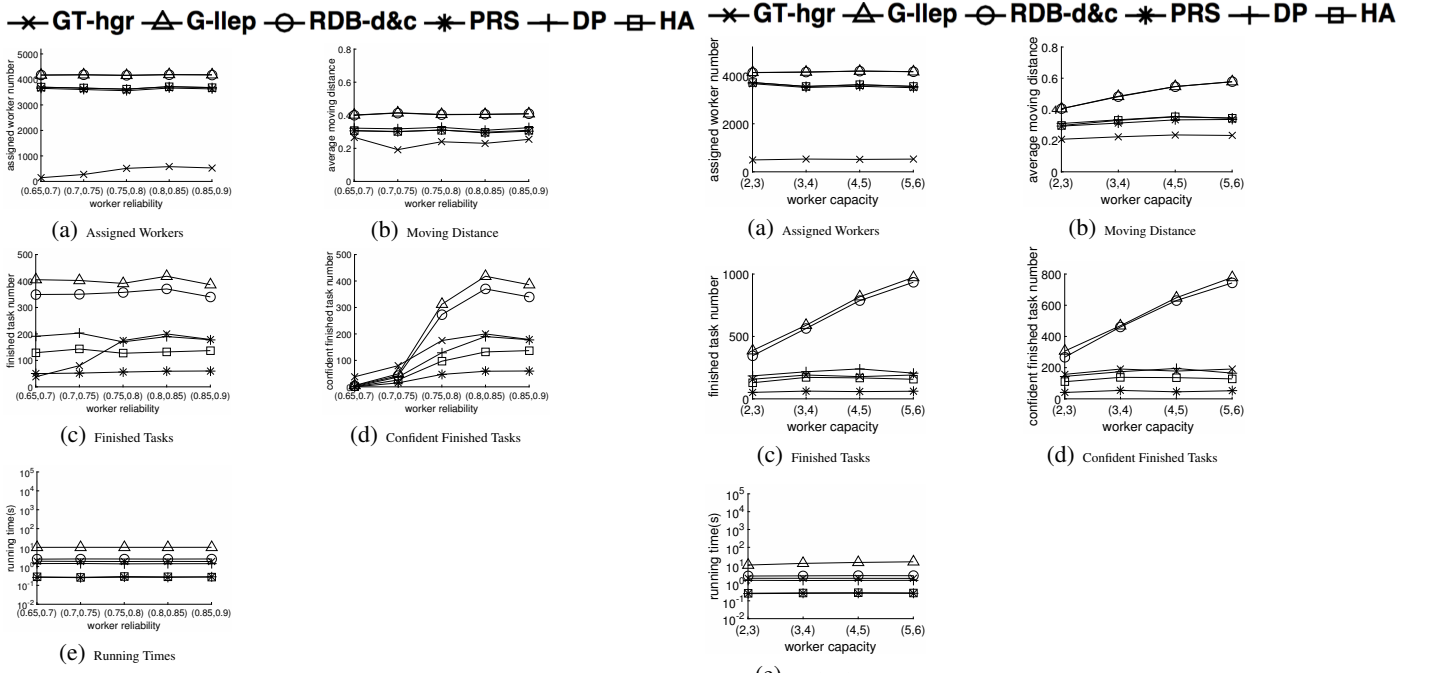 GT-hgr G-llep RDB-d&c PRS DP HA
assigned worker number
5000
4000
3000
2000
1000
0
(0.65,0.7) (0.7,0.75) (0.75,0.8) (0.8,0.85) (0.85,0.9)
worker reliability
(a) Assigned Workers
average moving distance
0.8
0.6
0.4
0.2
0
(0.65,0.7) (0.7,0.75) (0.75,0.8) (0.8,0.85) (0.85,0.9)
worker reliability
(b) Moving Distance
finished task number
500
400
300
200
100
0
(0.65,0.7) (0.7,0.75) (0.75,0.8) (0.8,0.85) (0.85,0.9)
worker reliability
(c) Finished Tasks
confident finished task number
500
400
300
200
100
0
(0.65,0.7) (0.7,0.75) (0.75,0.8) (0.8,0.85) (0.85,0.9)
worker reliability
(d) Confident Finished Tasks
running time(s)
10^5
10^4
10^3
10^2
10^1
10^0
10^-1
10^-2
(0.65,0.7) (0.7,0.75) (0.75,0.8) (0.8,0.85) (0.85,0.9)
worker reliability
(e) Running Times
GT-hgr G-llep RDB-d&c PRS DP HA
assigned worker number
4000
2000
0
(2,3) (3,4) (4,5) (5,6)
worker capacity
(a) Assigned Workers
average moving distance
0.8
0.6
0.4
0.2
0
(2,3) (3,4) (4,5) (5,6)
worker capacity
(b) Moving Distance
finished task number
1000
500
0
(2,3) (3,4) (4,5) (5,6)
worker capacity
(c) Finished Tasks
confident finished task number
800
600
400
200
0
(2,3) (3,4) (4,5) (5,6)
worker capacity
(d) Confident Finished Tasks
running time(s)
10^5
10^4
10^3
10^2
10^1
10^0
10^-1
10^-2
(2,3) (3,4) (4,5) (5,6)
worker capacity